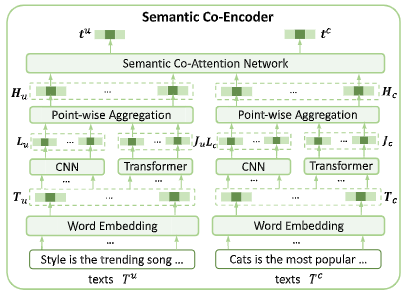 Semantic Co-Encoder
t^u t^c
Semantic Co-Attention Network
H_u ... ... H_c
Point-wise Aggregation Point-wise Aggregation
L_u ... ... J_u L_c ... ... J_c
CNN Transformer CNN Transformer
... ... ... ...
T_u ... ... T_c
Word Embedding Word Embedding
... ...
Style is the trending song ... Cats is the most popular ...
texts T^u texts T^c